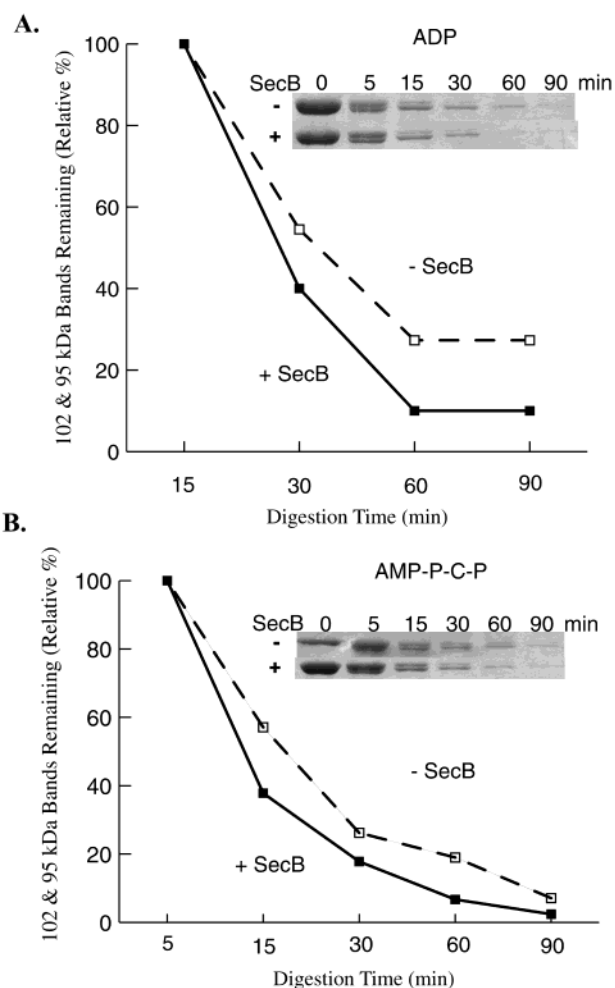 A.
ADP
SecB 0 5 15 30 60 90 min
-
+
100
80
60
40
20
0
- SecB
+ SecB
15 30 60 90
102 & 95 kDa Bands Remaining (Relative %)
Digestion Time (min)
B.
AMP-P-C-P
SecB 0 5 15 30 60 90 min
-
+
100
80
60
40
20
0
- SecB
+ SecB
5 15 30 60 90
102 & 95 kDa Bands Remaining (Relative %)
Digestion Time (min)